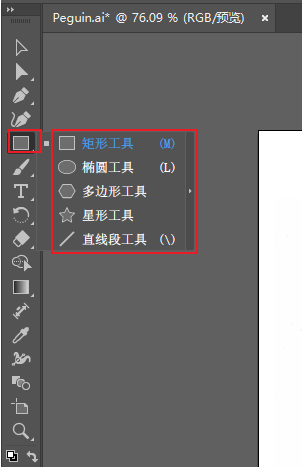 Peguin.ai* @ 76.09 % (RGB/预览) ×
矩形工具 (M)
椭圆工具 (L)
多边形工具
星形工具
直线段工具 (\)